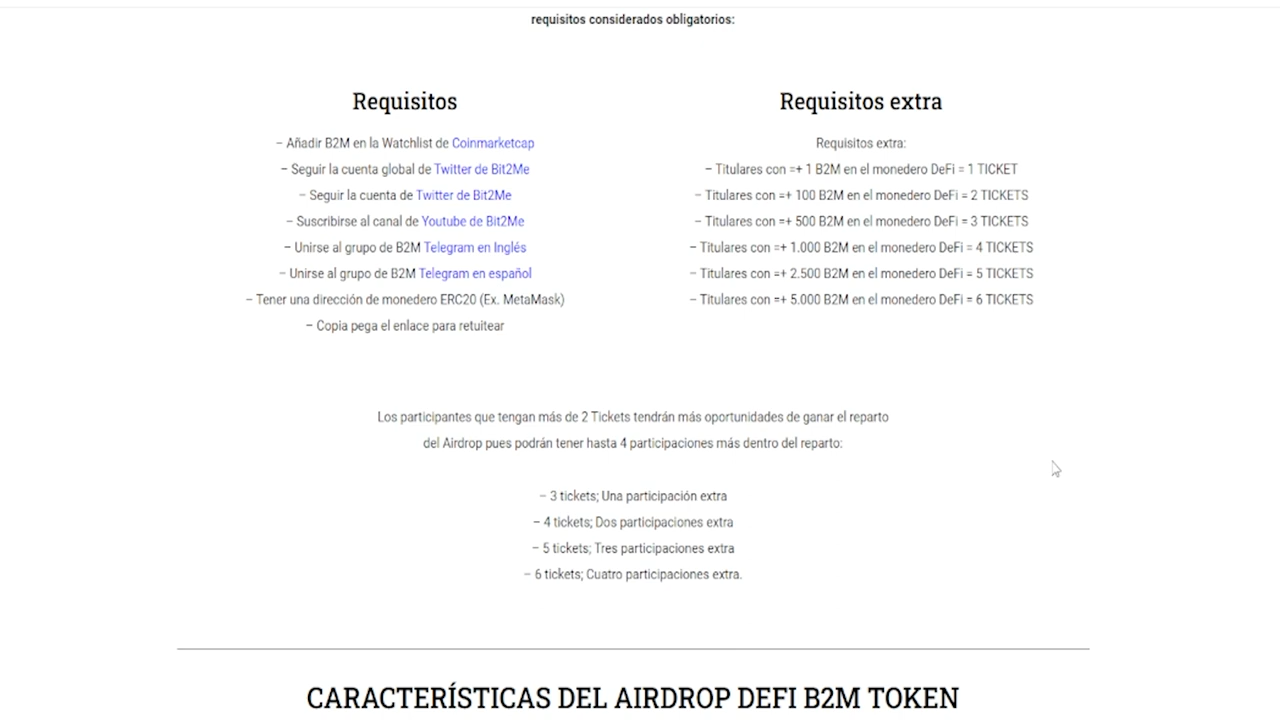 requisitos considerados obligatorios:
Requisitos
– Añadir B2M en la Watchlist de Coinmarketcap
– Seguir la cuenta global de Twitter de Bit2Me
– Seguir la cuenta de Twitter de Bit2Me
– Suscribirse al canal de Youtube de Bit2Me
– Unirse al grupo de B2M Telegram en Inglés
– Unirse al grupo de B2M Telegram en español
– Tener una dirección de monedero ERC20 (Ex. MetaMask)
– Copia pega el enlace para retuitear
Requisitos extra
Requisitos extra:
– Titulares con =+ 1 B2M en el monedero DeFi = 1 TICKET
– Titulares con =+ 100 B2M en el monedero DeFi = 2 TICKETS
– Titulares con =+ 500 B2M en el monedero DeFi = 3 TICKETS
– Titulares con =+ 1.000 B2M en el monedero DeFi = 4 TICKETS
– Titulares con =+ 2.500 B2M en el monedero DeFi = 5 TICKETS
– Titulares con =+ 5.000 B2M en el monedero DeFi = 6 TICKETS
Los participantes que tengan más de 2 Tickets tendrán más oportunidades de ganar el reparto
del Airdrop pues podrán tener hasta 4 participaciones más dentro del reparto:
– 3 tickets; Una participación extra
– 4 tickets; Dos participaciones extra
– 5 tickets; Tres participaciones extra
– 6 tickets; Cuatro participaciones extra.
CARACTERÍSTICAS DEL AIRDROP DEFI B2M TOKEN